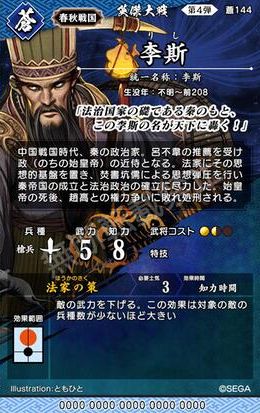 蒼
春秋戦国
英傑大戦
第4弾
蒼144
りし
李斯
統一名称:李斯
生没年:不明~前208
「法治国家の礎である秦のもと、
この李斯の名が天下に轟く!」
中国戦国時代、秦の政治家。呂不韋の推薦を受け
政(のちの始皇帝)の近侍となる。法家にその思
想的基盤を置き、焚書坑儒による思想弾圧を行い
秦帝国の成立と法治政治の確立に尽力した。始皇
帝の死後、趙高との権力争いに敗れ処刑された。
兵種
武力
知力
武将コスト
槍兵
5
8
特技
ほうかのさく
法家の策
必要士気
3
効果時間
知力時間
効果範囲
敵の武力を下げる。この効果は対象の敵の
兵種数が少ないほど大きい
Illustration:ともひと
©SEGA
0000-0000-0000-0000-0000